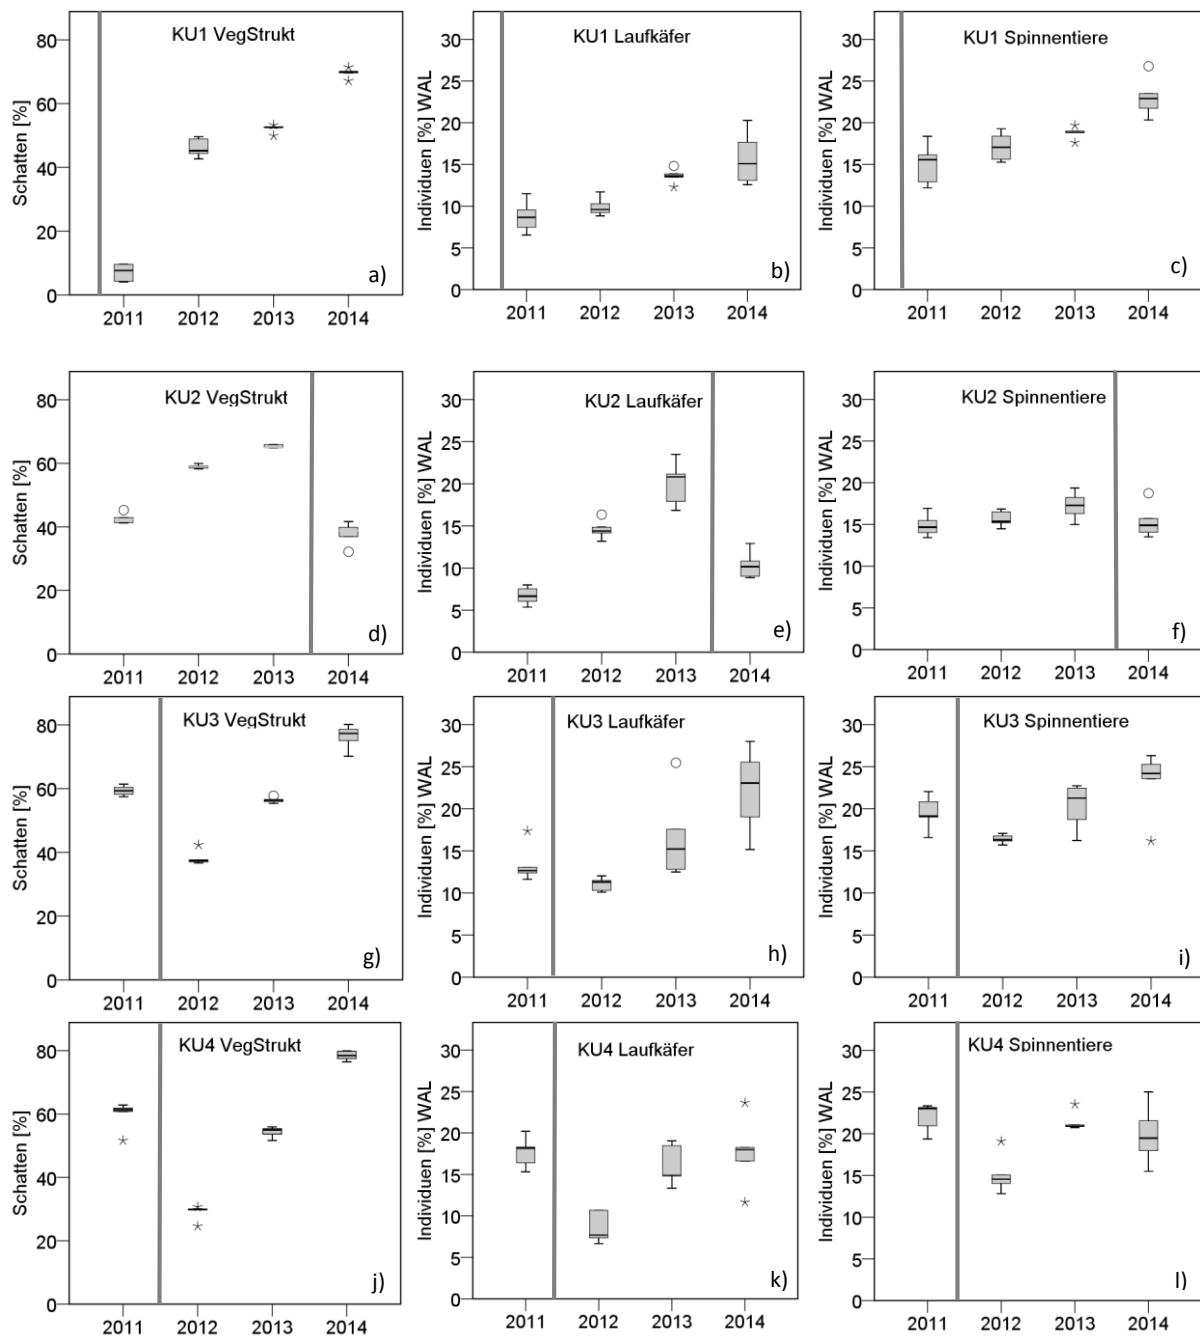 KU1 VegStrukt
Schatten [%]
80
60
40
20
0
2011 2012 2013 2014
a)
KU1 Laufkäfer
Individuen [%] WAL
30
25
20
15
10
5
0
2011 2012 2013 2014
b)
KU1 Spinnentiere
Individuen [%] WAL
30
25
20
15
10
5
0
2011 2012 2013 2014
c)
KU2 VegStrukt
Schatten [%]
80
60
40
20
0
2011 2012 2013 2014
d)
KU2 Laufkäfer
Individuen [%] WAL
30
25
20
15
10
5
0
2011 2012 2013 2014
e)
KU2 Spinnentiere
Individuen [%] WAL
30
25
20
15
10
5
0
2011 2012 2013 2014
f)
KU3 VegStrukt
Schatten [%]
80
60
40
20
0
2011 2012 2013 2014
g)
KU3 Laufkäfer
Individuen [%] WAL
30
25
20
15
10
5
0
2011 2012 2013 2014
h)
KU3 Spinnentiere
Individuen [%] WAL
30
25
20
15
10
5
0
2011 2012 2013 2014
i)
KU4 VegStrukt
Schatten [%]
80
60
40
20
0
2011 2012 2013 2014
j)
KU4 Laufkäfer
Individuen [%] WAL
30
25
20
15
10
5
0
2011 2012 2013 2014
k)
KU4 Spinnentiere
Individuen [%] WAL
30
25
20
15
10
5
0
2011 2012 2013 2014
l)